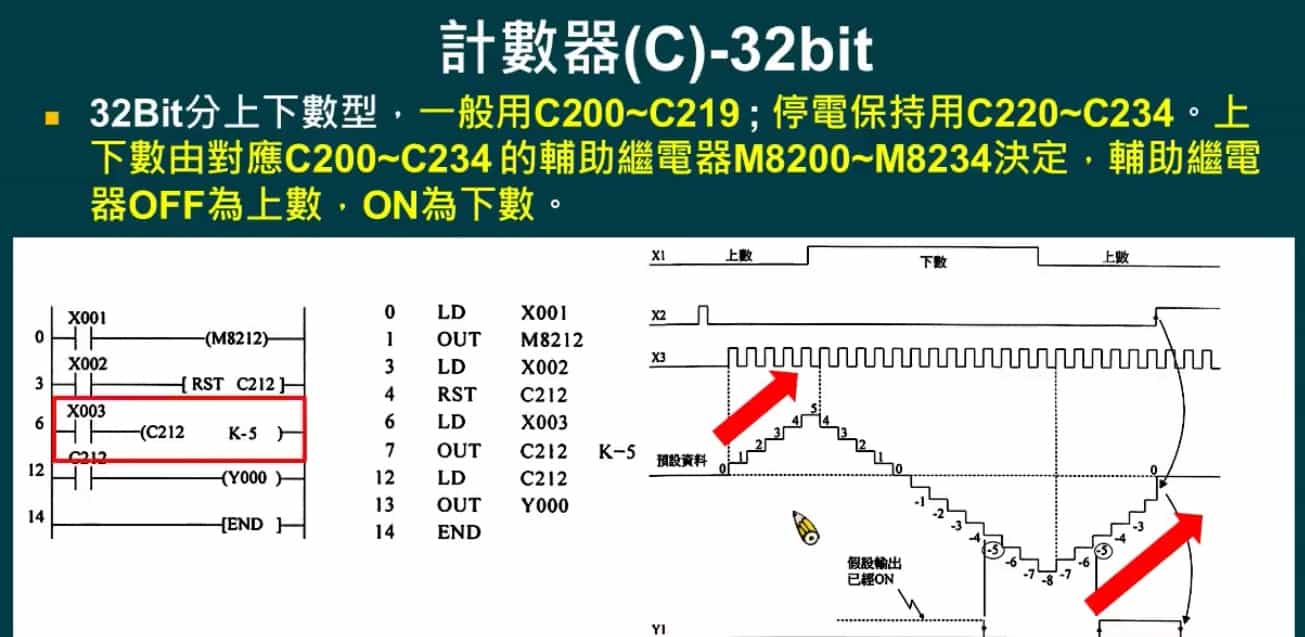 計數器(C)-32bit
32Bit分上下數型，一般用C200~C219；停電保持用C220~C234。上
下數由對應C200~C234 的輔助繼電器M8200~M8234決定，輔助繼電
器OFF為上數，ON為下數。
X001
0 (M8212)
X002
3 [ RST C212 ]
X003
6 (C212 K-5 )
C212
12 (Y000 )
14 [END ]
0 LD X001
1 OUT M8212
3 LD X002
4 RST C212
6 LD X003
7 OUT C212 K-5
12 LD C212
13 OUT Y000
14 END
X1 上數 下數 上數
X2
X3
預設資料
0 1 2 3 4 5 4 3 2 1 0
-1 -2 -3 -4 -5 -6 -7 -8 -7 -6 -5 -4 -3 0
假設輸出
已經ON
Y1